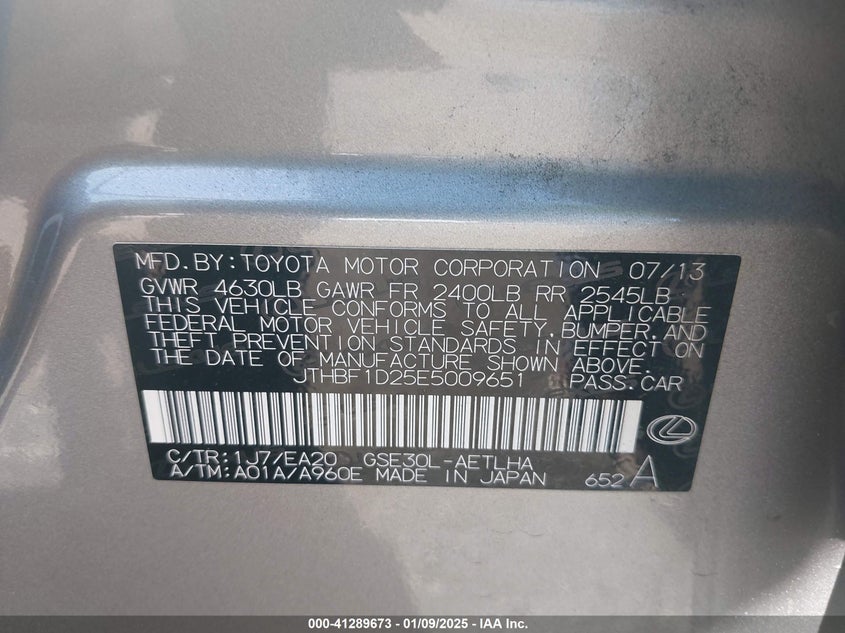 MFD. BY: TOYOTA MOTOR CORPORATION 07/13
GVWR 4630LB GAWR FR 2400LB RR 2545LB
THIS VEHICLE CONFORMS TO ALL APPLICABLE
FEDERAL MOTOR VEHICLE SAFETY, BUMPER, AND
THEFT PREVENTION STANDARDS IN EFFECT ON
THE DATE OF MANUFACTURE SHOWN ABOVE.
JTHBF1D25E5009651 PASS. CAR
C/TR: 1J7/EA20 GSE30L-AETLHA
A/TM: A01A/A960E MADE IN JAPAN 652 A
000-41289673 - 01/09/2025 - IAA Inc.